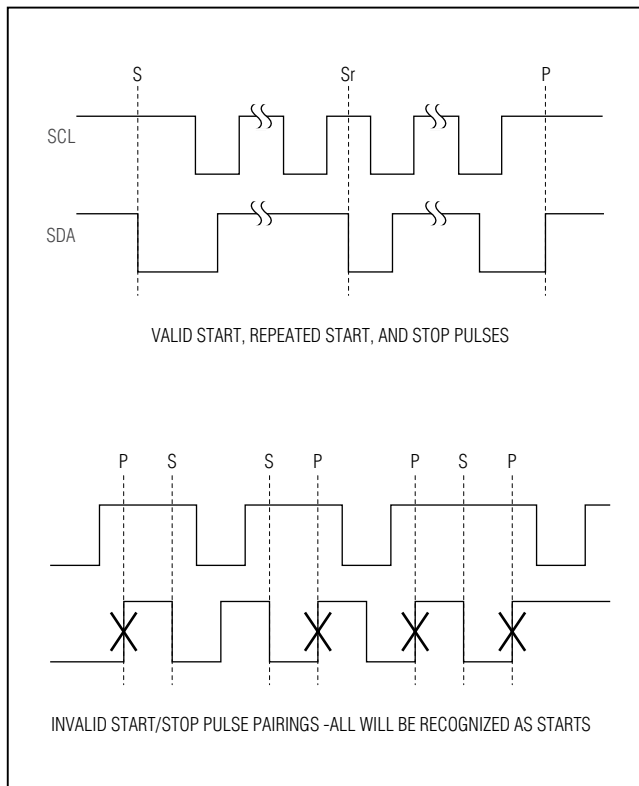 S Sr P
SCL
SDA
VALID START, REPEATED START, AND STOP PULSES
P S S P P S P
INVALID START/STOP PULSE PAIRINGS -ALL WILL BE RECOGNIZED AS STARTS